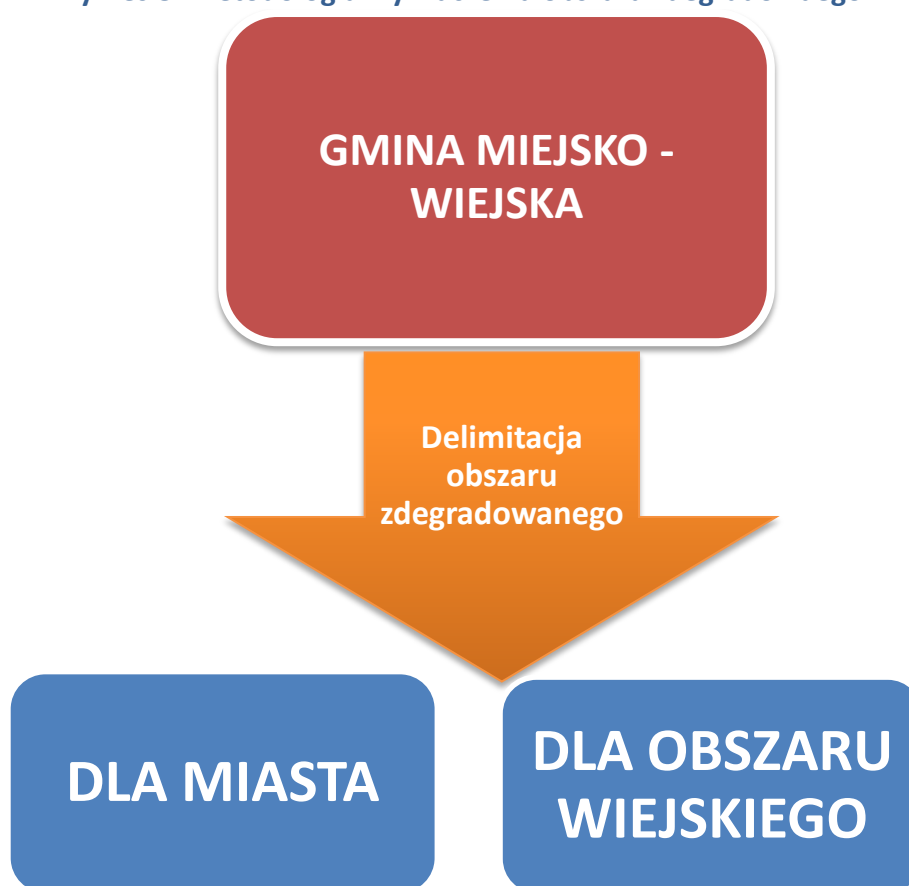 GMINA MIEJSKO -
WIEJSKA
Delimitacja
obszaru
zdegradowanego
DLA MIASTA
DLA OBSZARU
WIEJSKIEGO